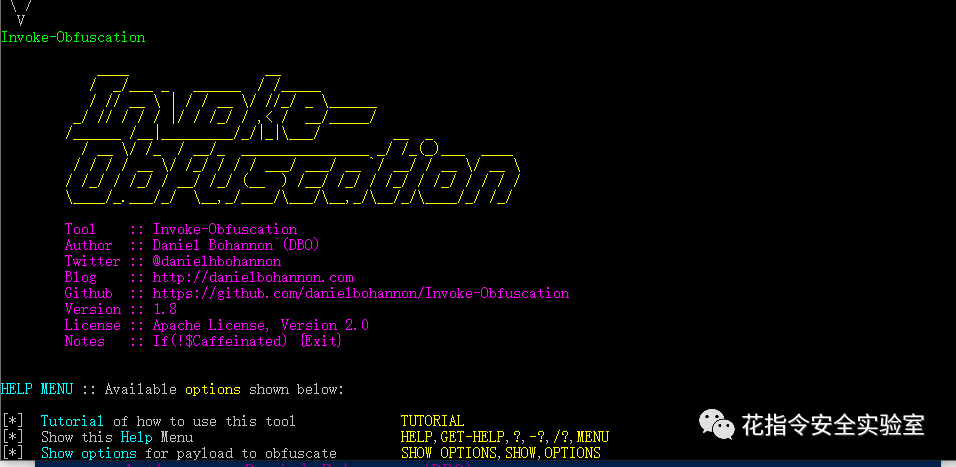 Invoke-Obfuscation
Invoke-
Obfuscation
Tool :: Invoke-Obfuscation
Author :: Daniel Bohannon (DBO)
Twitter :: @danielhbohannon
Blog :: http://danielbohannon.com
Github :: https://github.com/danielbohannon/Invoke-Obfuscation
Version :: 1.8
License :: Apache License, Version 2.0
Notes :: If(!$Caffeinated) {Exit}
HELP MENU :: Available options shown below:
[*] Tutorial of how to use this tool TUTORIAL
[*] Show this Help Menu HELP,GET-HELP,?,-?,/?,MENU
[*] Show options for payload to obfuscate SHOW OPTIONS,SHOW,OPTIONS
花指令安全实验室